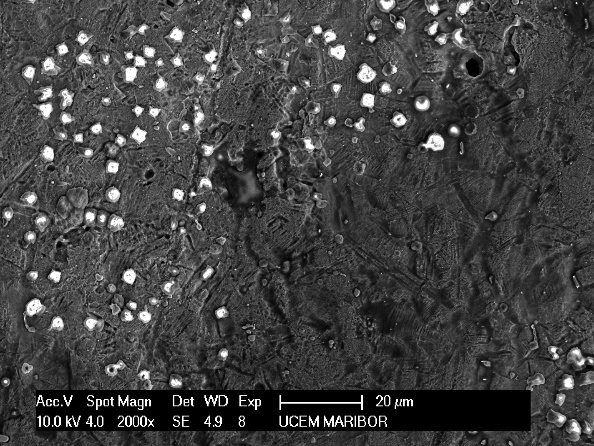 Acc.V Spot Magn Det WD Exp 20 µm
10.0 kV 4.0 2000x SE 4.9 8 UCEM MARIBOR